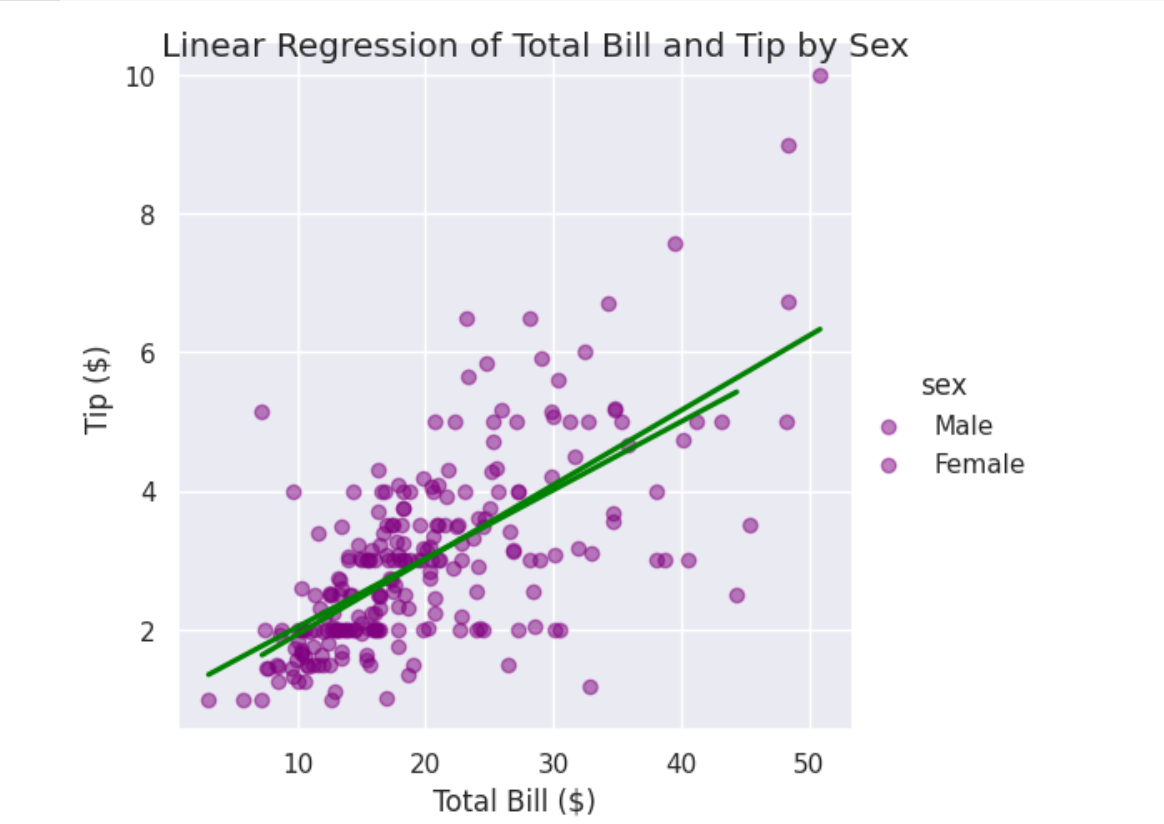 Linear Regression of Total Bill and Tip by Sex
10
8
6
4
2
Tip ($)
10 20 30 40 50
Total Bill ($)
sex
Male
Female